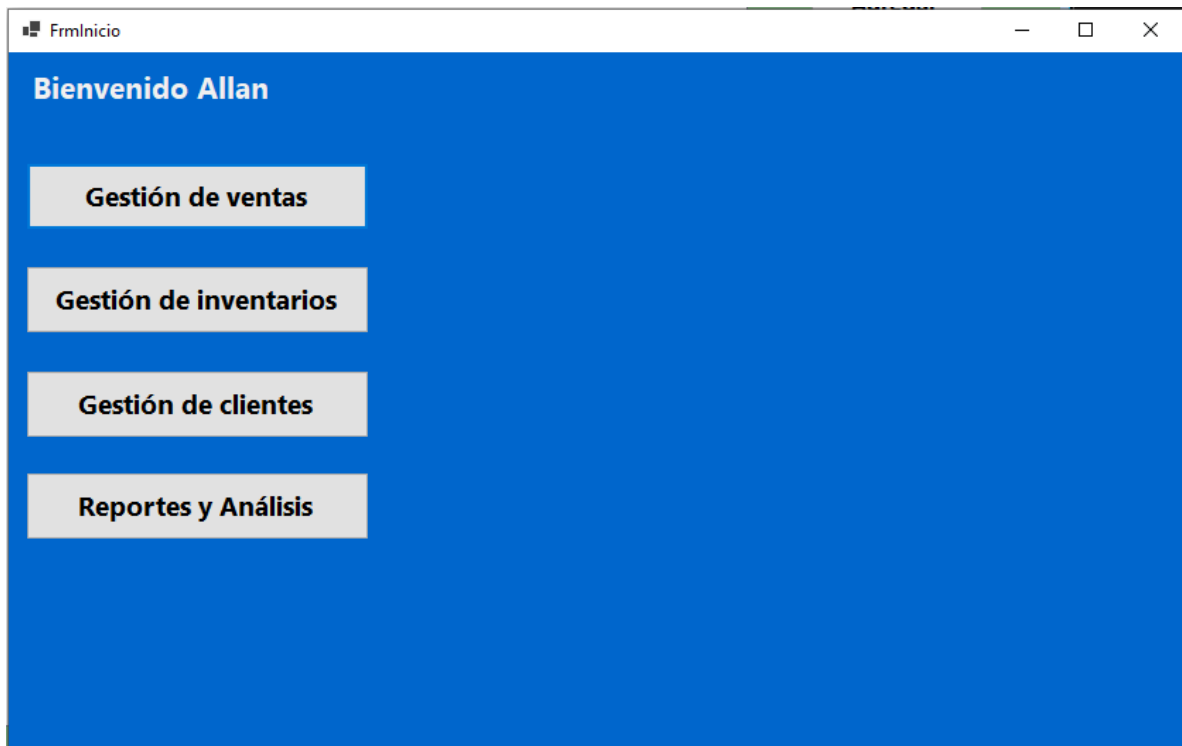 FrmInicio
Bienvenido Allan
Gestión de ventas
Gestión de inventarios
Gestión de clientes
Reportes y Análisis